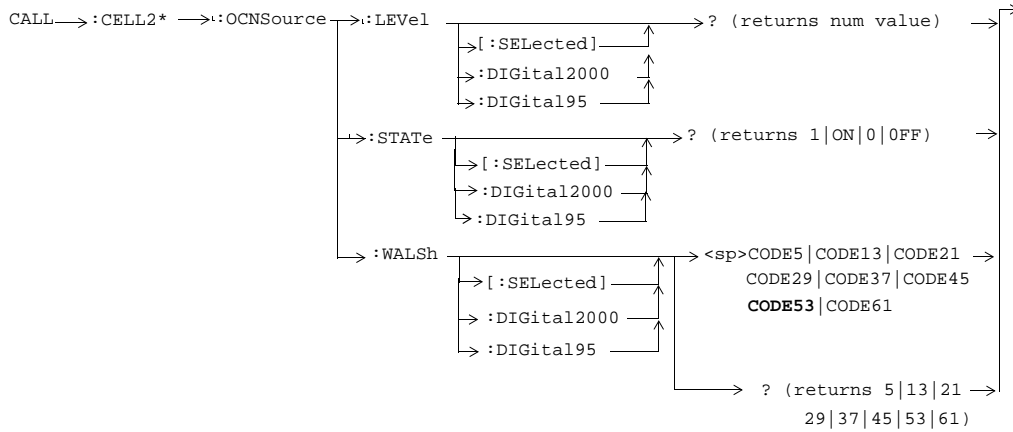 CALL :CELL2* :OCNSource :LEVel ? (returns num value)
[:SELected]
:DIGital2000
:DIGital95
:STATe ? (returns 1|ON|0|0FF)
[:SELected]
:DIGital2000
:DIGital95
:WALSh <sp>CODE5|CODE13|CODE21
[:SELected] CODE29|CODE37|CODE45
:DIGital2000 CODE53|CODE61
:DIGital95
? (returns 5|13|21
29|37|45|53|61)